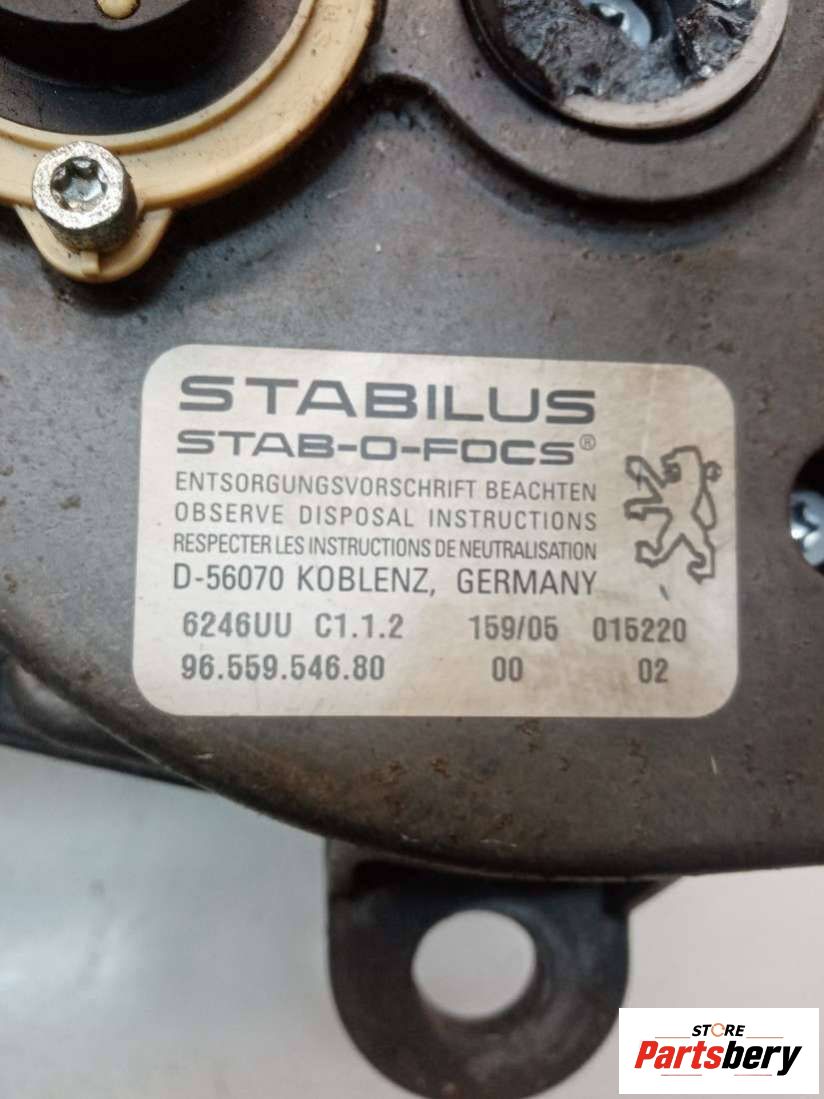 STABILUS
STAB-O-FOCS®
ENTSORGUNGSVORSCHRIFT BEACHTEN
OBSERVE DISPOSAL INSTRUCTIONS
RESPECTER LES INSTRUCTIONS DE NEUTRALISATION
D-56070 KOBLENZ, GERMANY
6246UU C1.1.2 159/05 015220
96.559.546.80 00 02
STORE
Partsbery